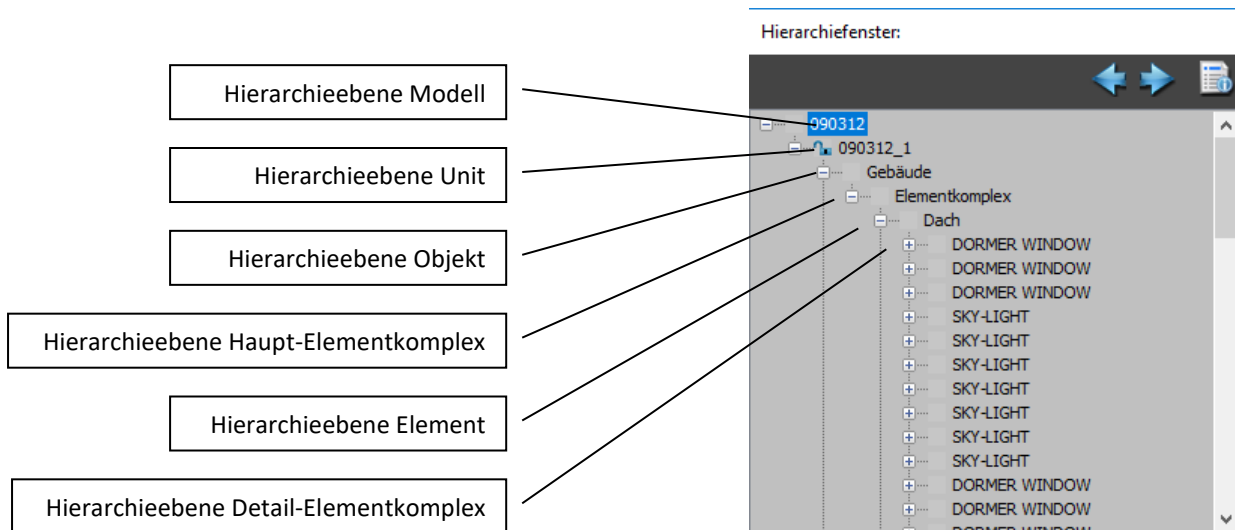 Hierarchiefenster:
Hierarchieebene Modell
Hierarchieebene Unit
Hierarchieebene Objekt
Hierarchieebene Haupt-Elementkomplex
Hierarchieebene Element
Hierarchieebene Detail-Elementkomplex
090312
090312_1
Gebäude
Elementkomplex
Dach
DORMER WINDOW
DORMER WINDOW
DORMER WINDOW
SKY-LIGHT
SKY-LIGHT
SKY-LIGHT
SKY-LIGHT
SKY-LIGHT
SKY-LIGHT
SKY-LIGHT
DORMER WINDOW
DORMER WINDOW
DORMER WINDOW